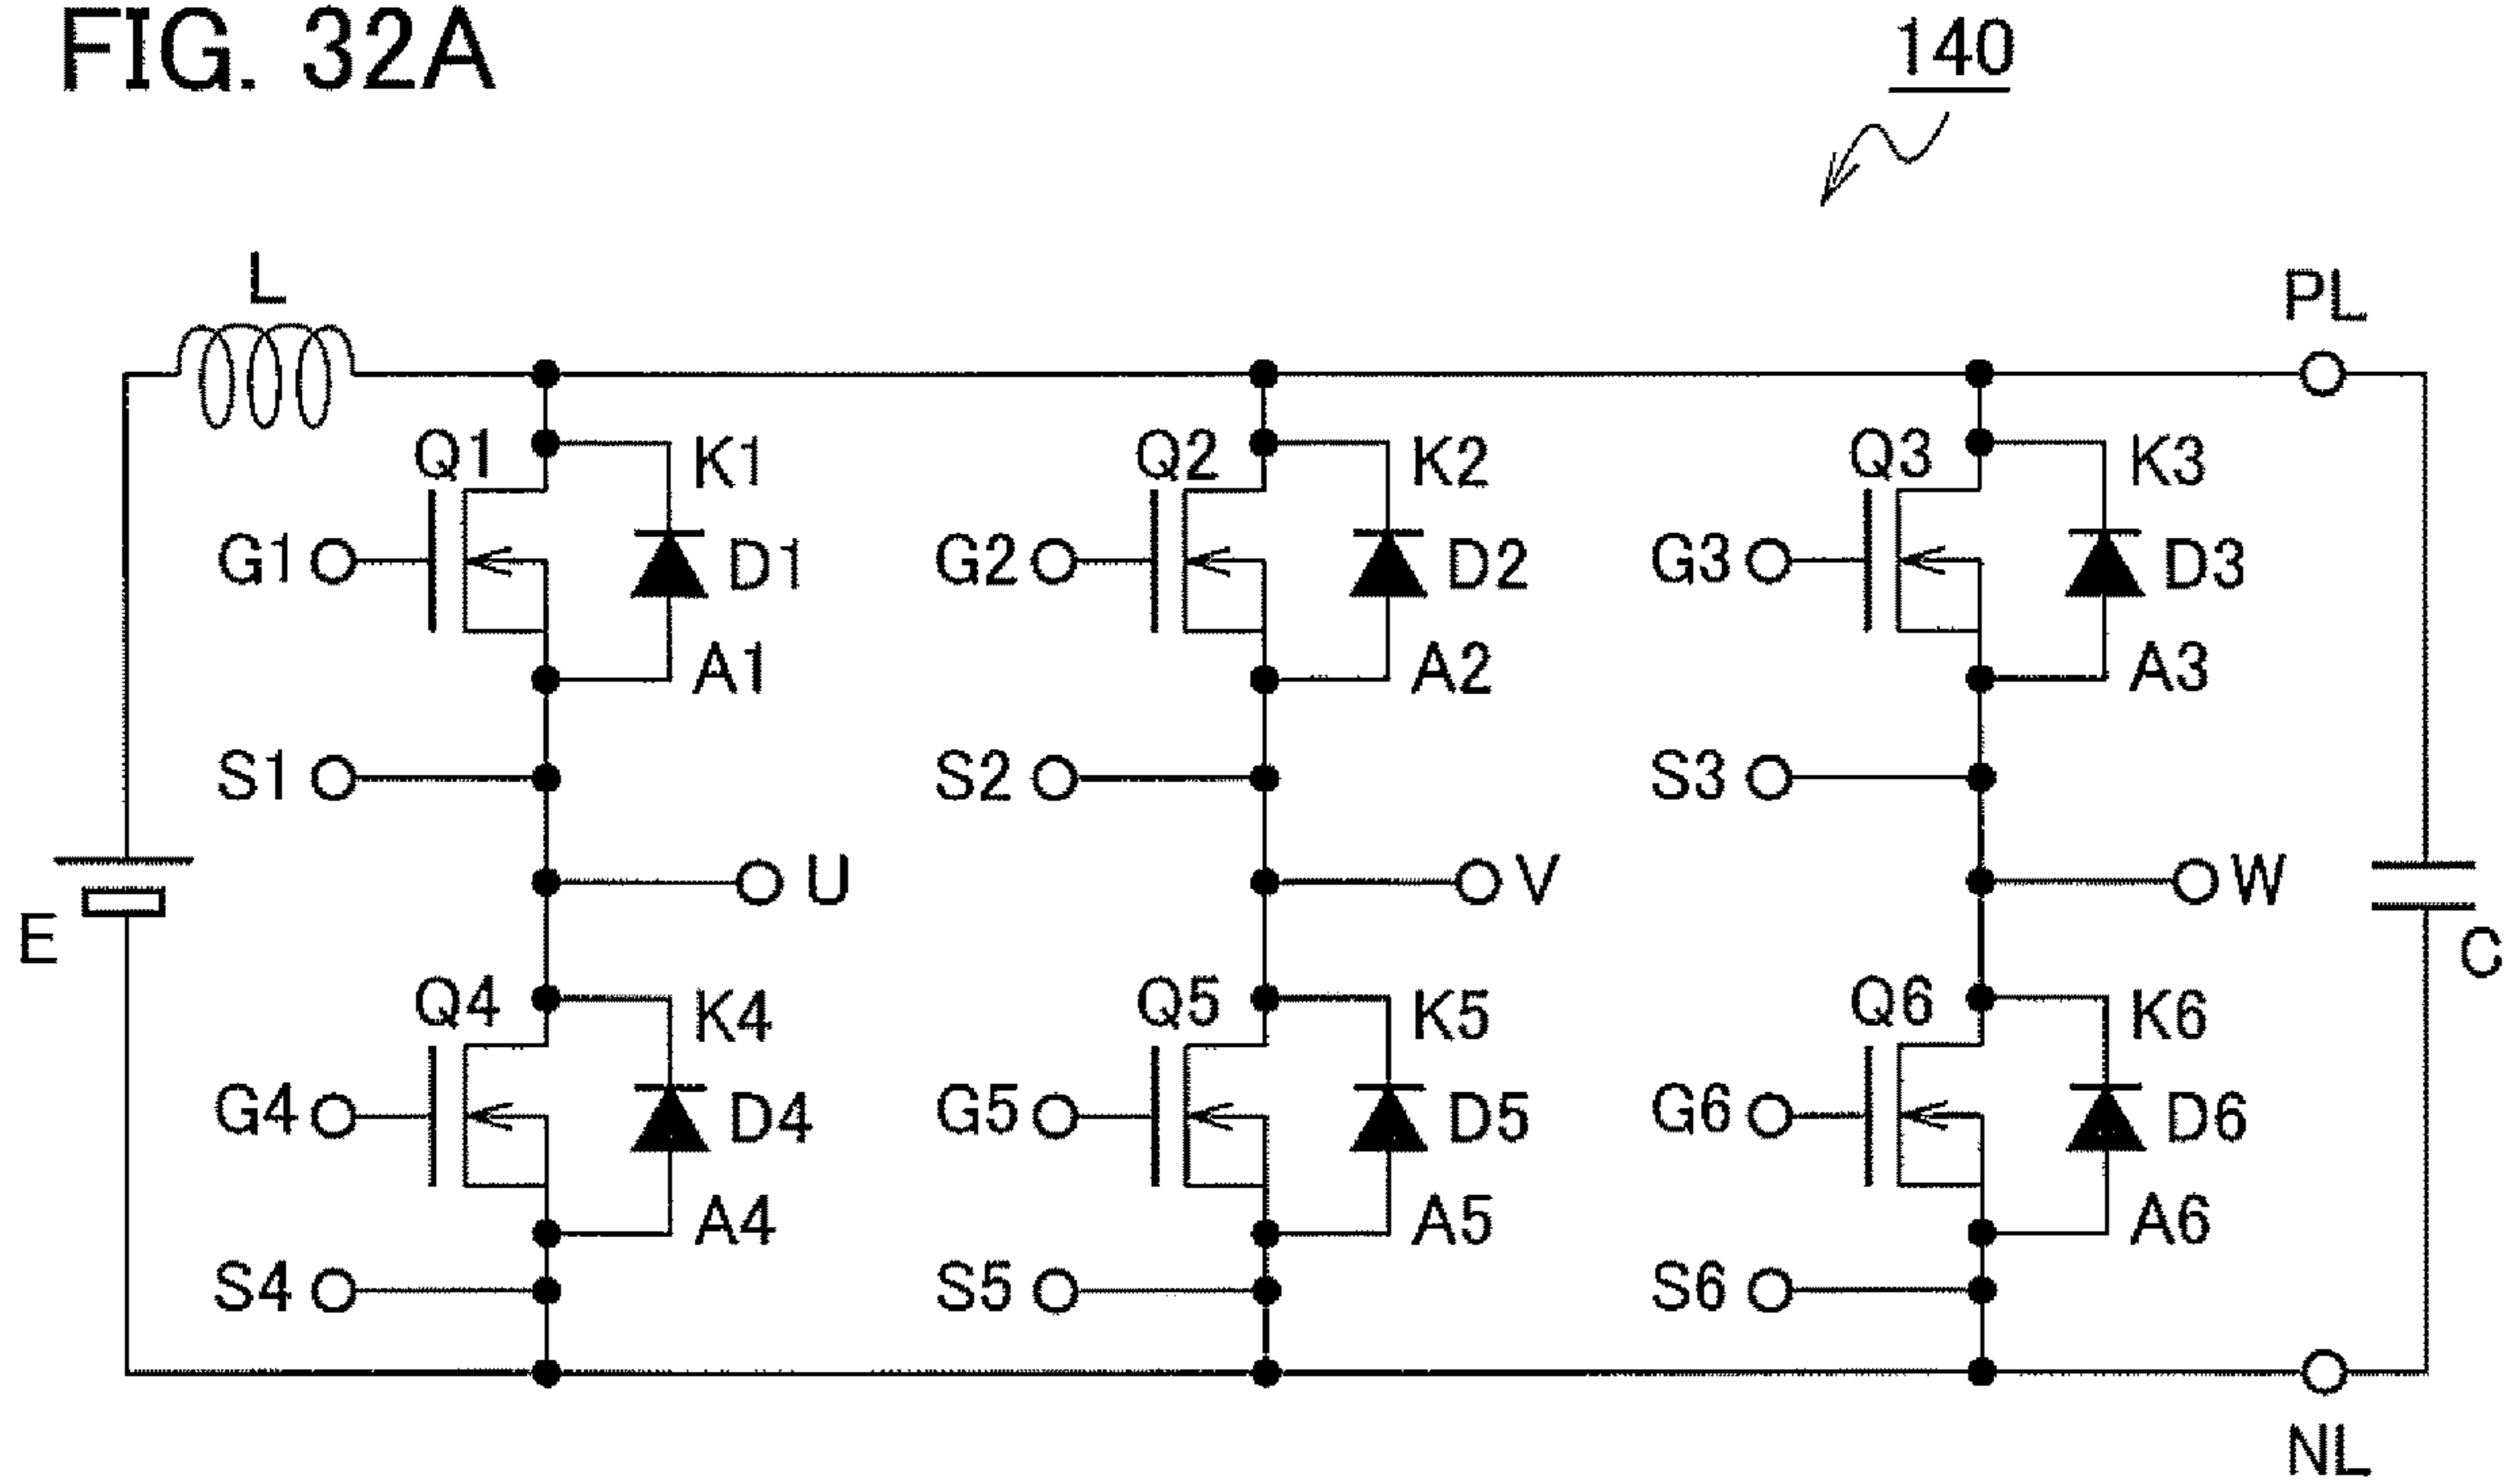 FIG. 32A
140
L
PL
Q1 K1 Q2 K2 Q3 K3
G1 D1 G2 D2 G3 D3
A1 A2 A3
S1 S2 S3
U V W
E C
Q4 K4 Q5 K5 Q6 K6
G4 D4 G5 D5 G6 D6
A4 A5 A6
S4 S5 S6
NL